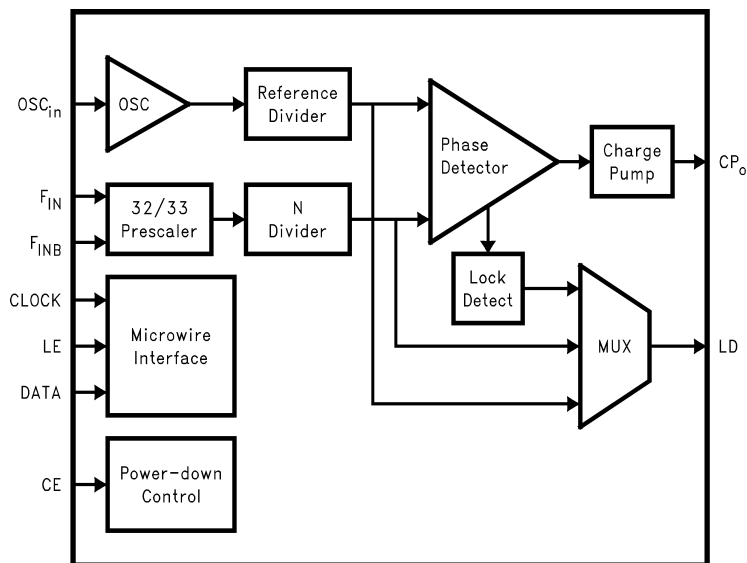 OSCin
OSC
Reference
Divider
Phase
Detector
Charge
Pump
CPo
FIN
FINB
32/33
Prescaler
N
Divider
Lock
Detect
CLOCK
LE
DATA
Microwire
Interface
MUX
LD
CE
Power-down
Control